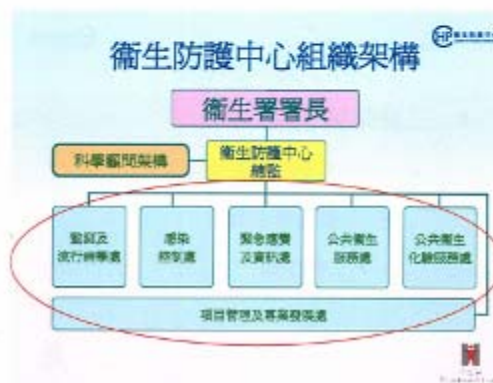 衞生防護中心組織架構
衞生署署長
科學顧問架構
衞生防護中心
總監
監測及
流行病學處
感染
控制處
緊急應變
及資訊處
公共衞生
服務處
公共衞生
化驗服務處
項目管理及專業發展處